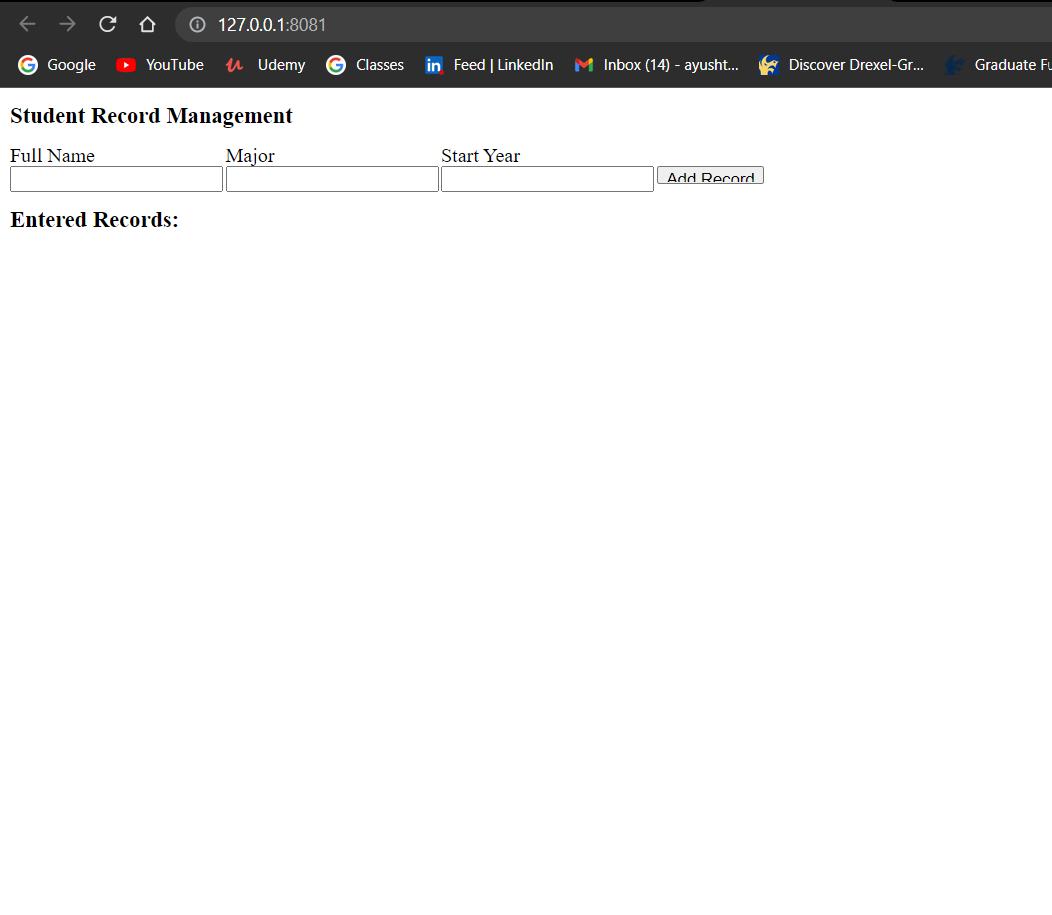 127.0.0.1:8081
Google YouTube Udemy Classes Feed | LinkedIn Inbox (14) - ayusht... Discover Drexel-Gr... Graduate Fu
Student Record Management
Full Name Major Start Year
Add Record
Entered Records: